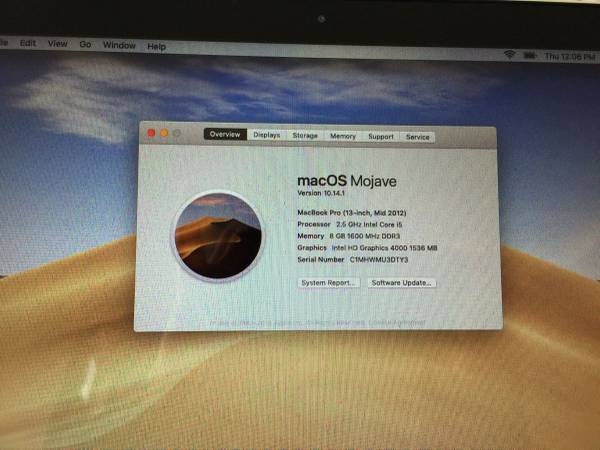 Edit View Go Window Help
Thu 12:06 PM
Overview Displays Storage Memory Support Service
macOS Mojave
Version 10.14.1
MacBook Pro (13-inch, Mid 2012)
Processor 2.5 GHz Intel Core i5
Memory 8 GB 1600 MHz DDR3
Graphics Intel HD Graphics 4000 1536 MB
Serial Number C1MHWMU3DTY3
System Report... Software Update...